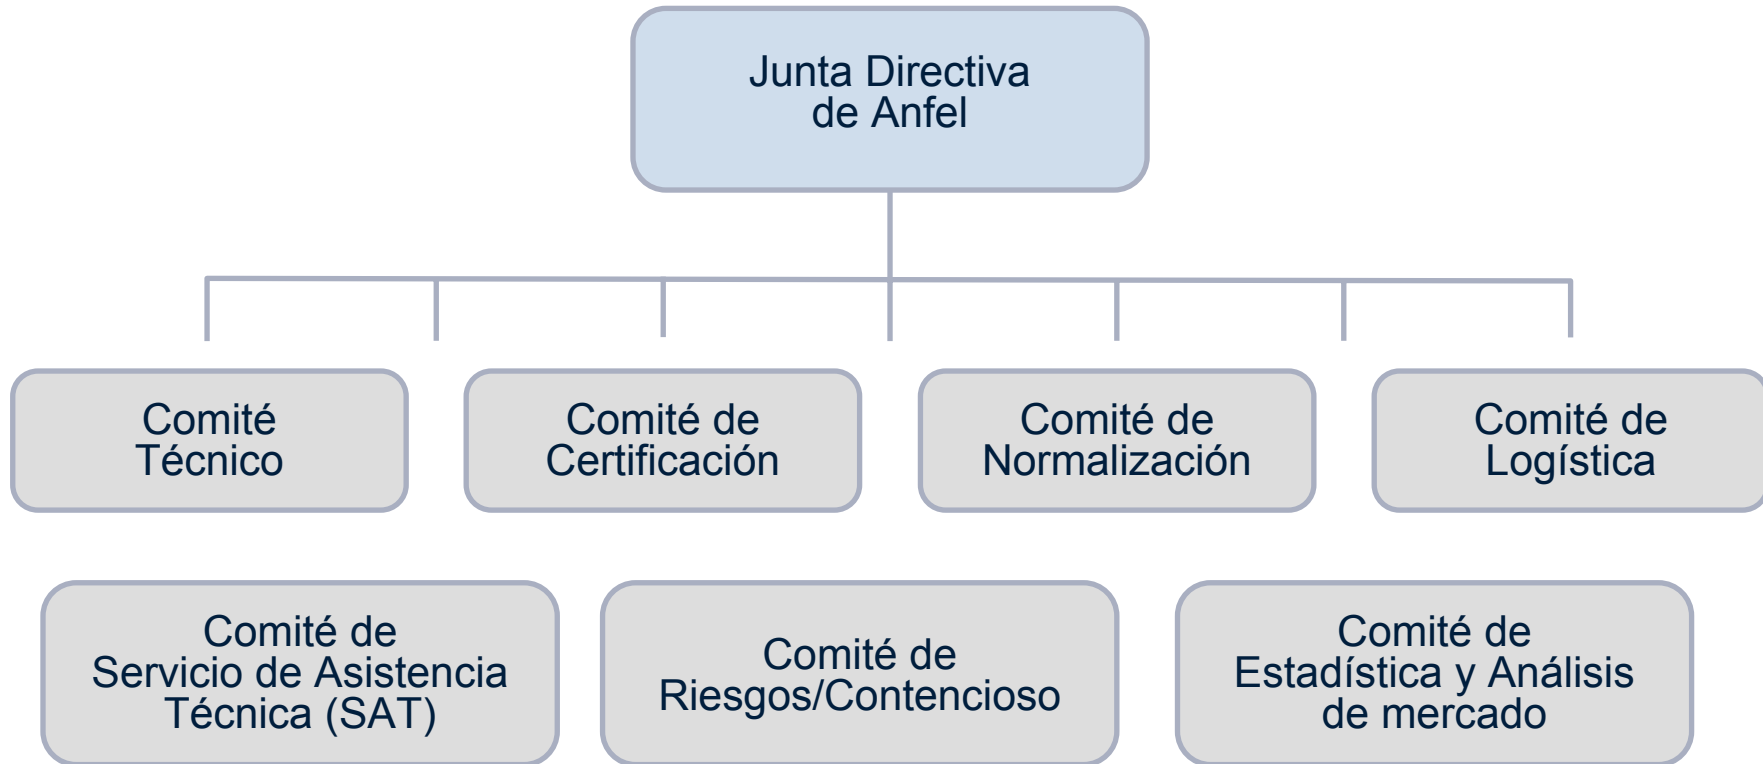 Junta Directiva
de Anfel
Comité
Técnico
Comité de
Certificación
Comité de
Normalización
Comité de
Logística
Comité de
Servicio de Asistencia
Técnica (SAT)
Comité de
Riesgos/Contencioso
Comité de
Estadística y Análisis
de mercado